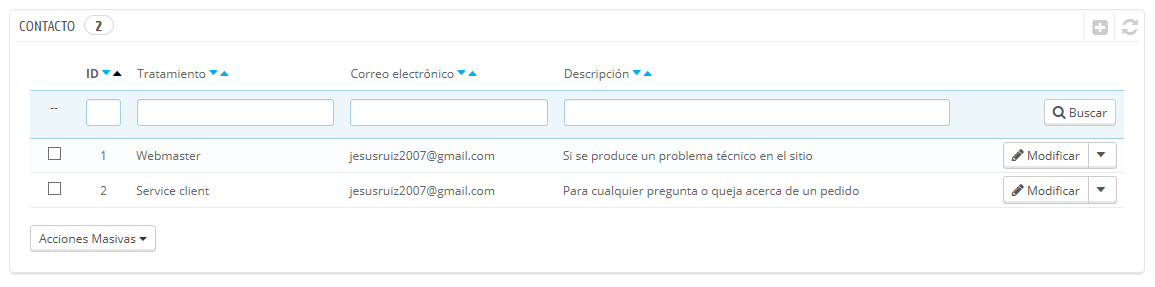 CONTACTO 2
ID Tratamiento Correo electrónico Descripción
-- Buscar
1 Webmaster jesusruiz2007@gmail.com Si se produce un problema técnico en el sitio Modificar
2 Service client jesusruiz2007@gmail.com Para cualquier pregunta o queja acerca de un pedido Modificar
Acciones Masivas